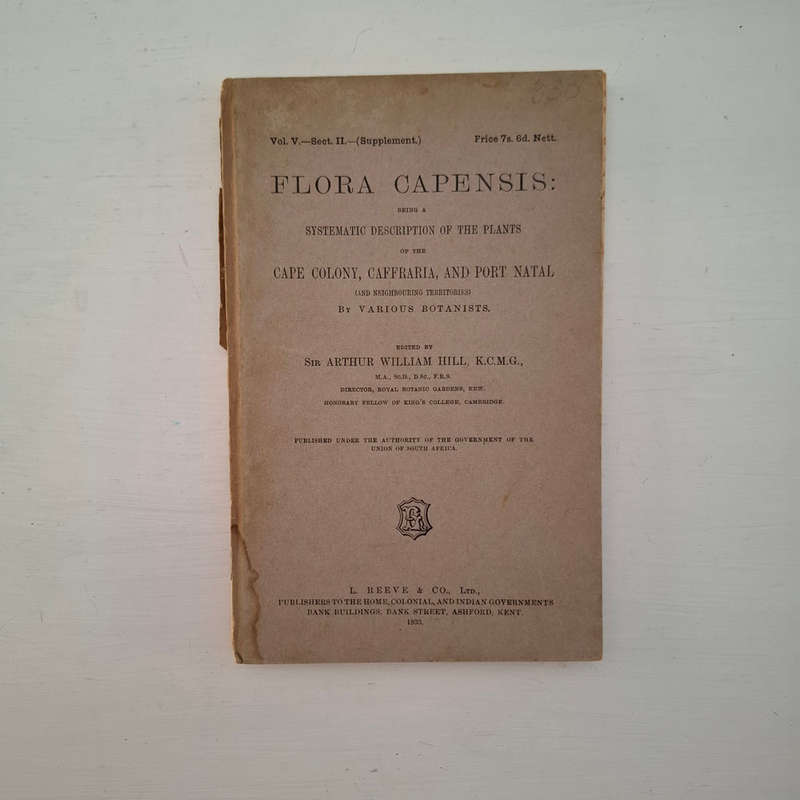 Vol. V.—Sect. II.—(Supplement.) Price 7s. 6d. Nett.
FLORA CAPENSIS:
BEING A
SYSTEMATIC DESCRIPTION OF THE PLANTS
OF THE
CAPE COLONY, CAFFRARIA, AND PORT NATAL
(AND NEIGHBOURING TERRITORIES)
BY VARIOUS BOTANISTS.
EDITED BY
SIR ARTHUR WILLIAM HILL, K.C.M.G.,
M.A., SC.D., D.SC., F.R.S.
DIRECTOR, ROYAL BOTANIC GARDENS, KEW.
HONORARY FELLOW OF KING'S COLLEGE, CAMBRIDGE.
PUBLISHED UNDER THE AUTHORITY OF THE GOVERNMENT OF THE
UNION OF SOUTH AFRICA.
L. REEVE & CO., LTD.,
PUBLISHERS TO THE HOME, COLONIAL, AND INDIAN GOVERNMENTS
BANK BUILDINGS, BANK STREET, ASHFORD, KENT.
1933.